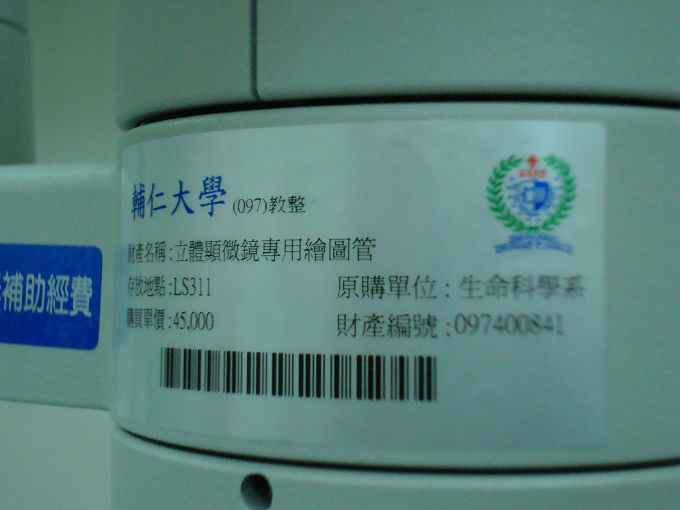 輔仁大學 (097)教整
財產名稱:立體顯微鏡專用繪圖管
存放地點:LS311 原購單位:生命科學系
購買單價:45,000 財產編號:097400841
補助經費